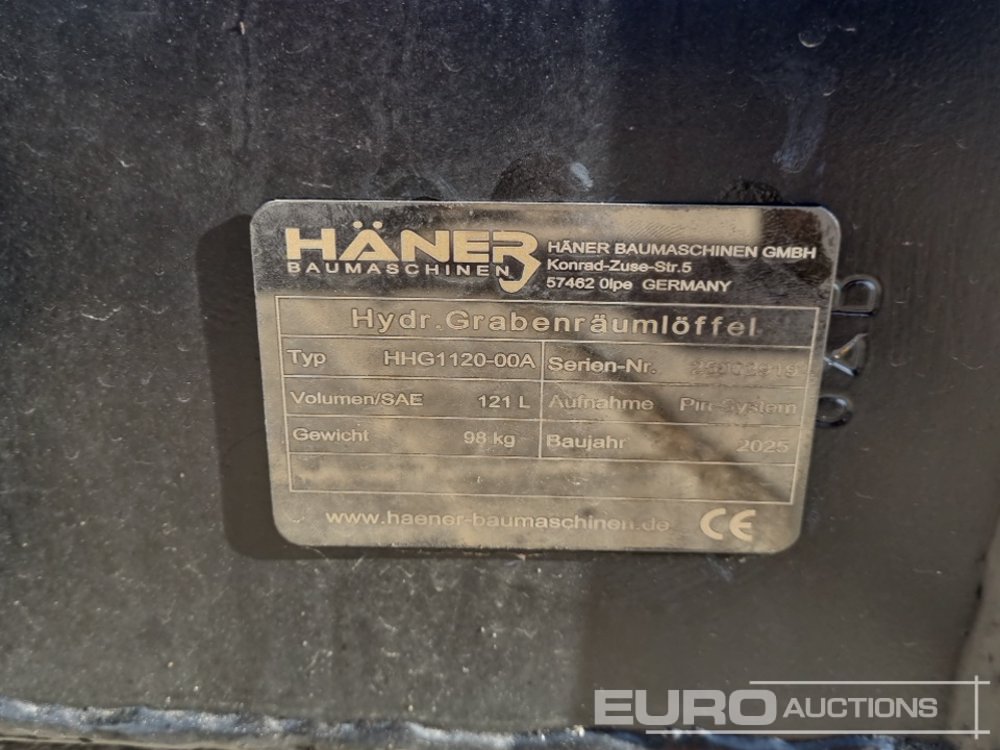 HÄNER
BAUMASCHINEN
HÄNER BAUMASCHINEN GMBH
Konrad-Zuse-Str.5
57462 Olpe GERMANY
Hydr.Grabenräumlöffel
Typ HHG1120-00A Serien-Nr.
Volumen/SAE 121 L Aufnahme Pin-System
Gewicht 98 kg Baujahr 2025
www.haener-baumaschinen.de CE
EURO AUCTIONS